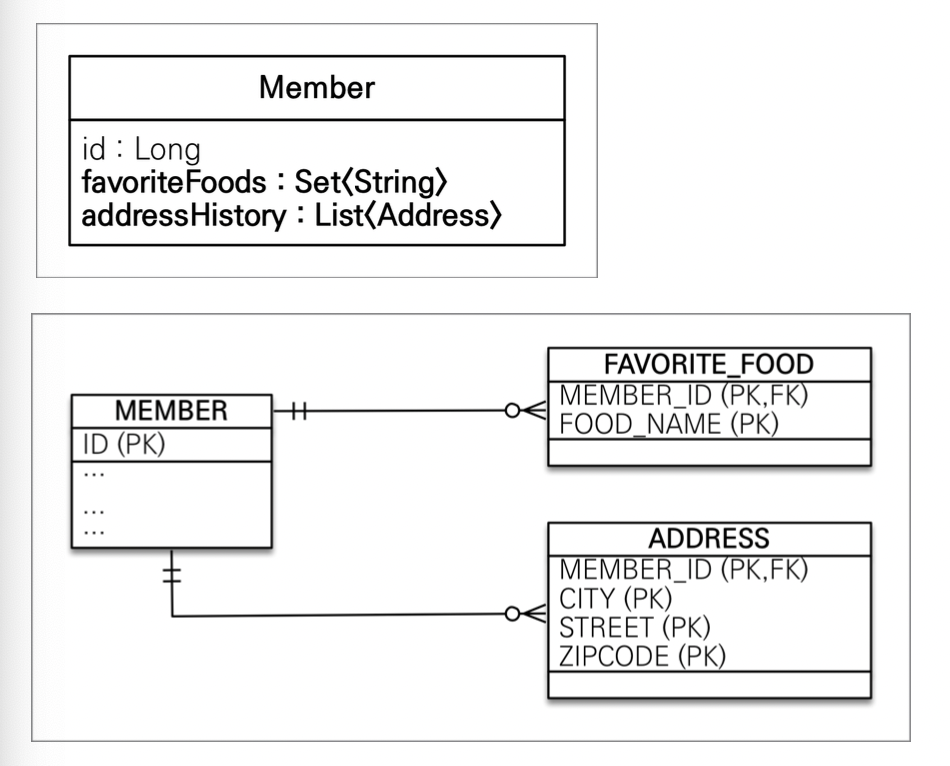 Member
id : Long
favoriteFoods : Set〈String〉
addressHistory : List〈Address〉
MEMBER
ID (PK)
...
...
...
FAVORITE_FOOD
MEMBER_ID (PK,FK)
FOOD_NAME (PK)
ADDRESS
MEMBER_ID (PK,FK)
CITY (PK)
STREET (PK)
ZIPCODE (PK)